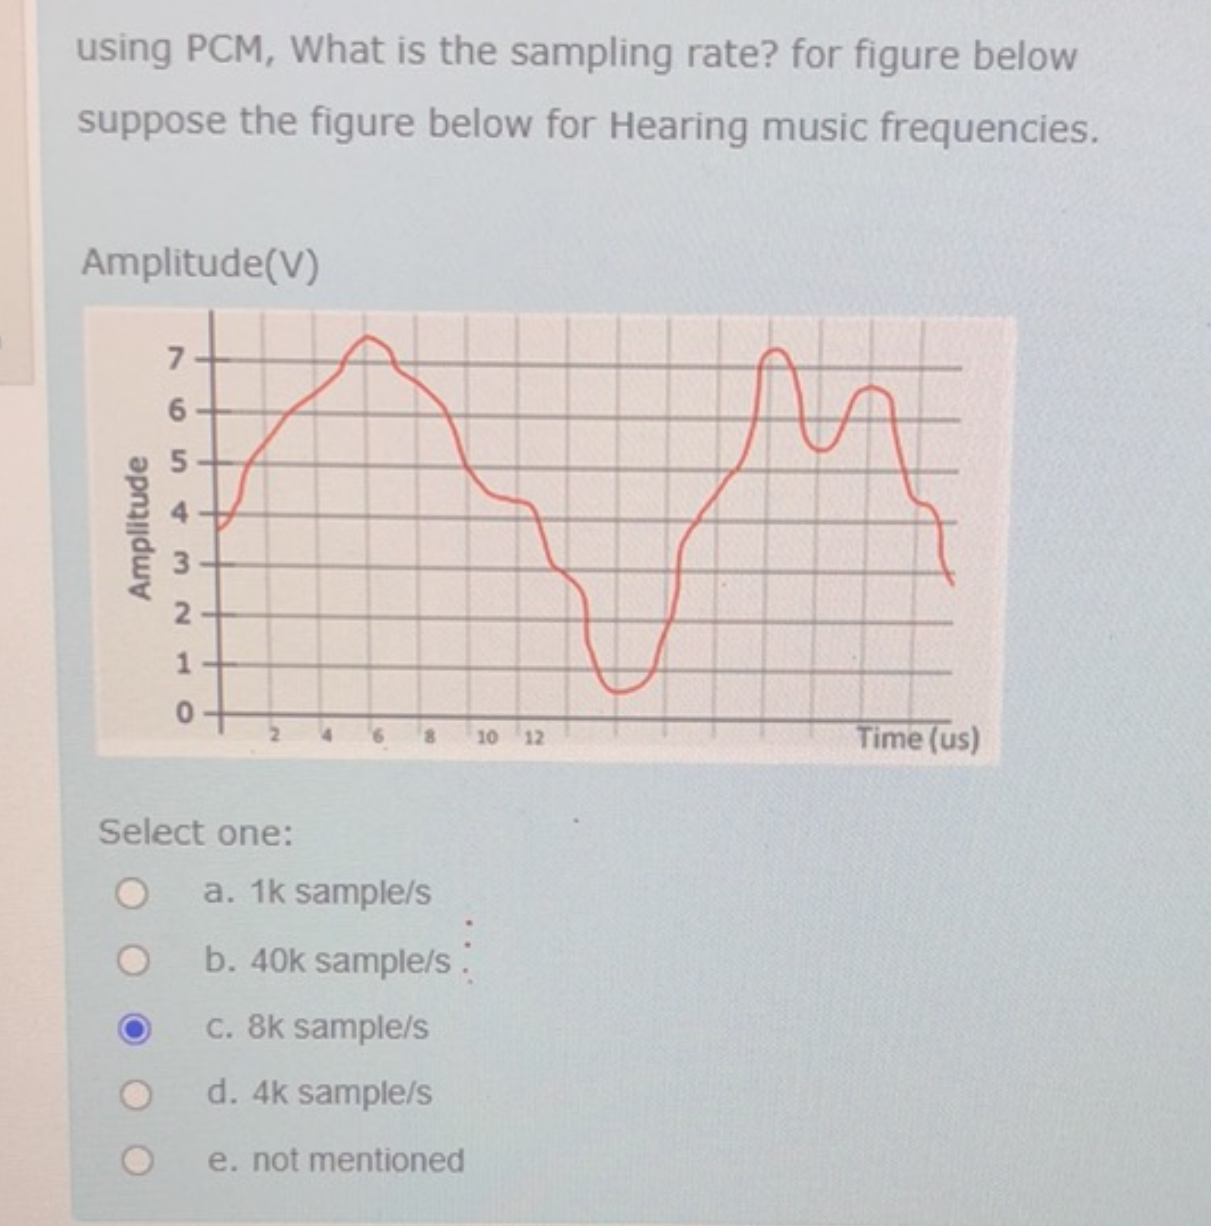 using PCM, What is the sampling rate? for figure below
suppose the figure below for Hearing music frequencies.
Amplitude(V)
Amplitude
7
6
5
4
3
2
1
0
2 4 6 8 10 12
Time (us)
Select one:
a. 1k sample/s
b. 40k sample/s
c. 8k sample/s
d. 4k sample/s
e. not mentioned